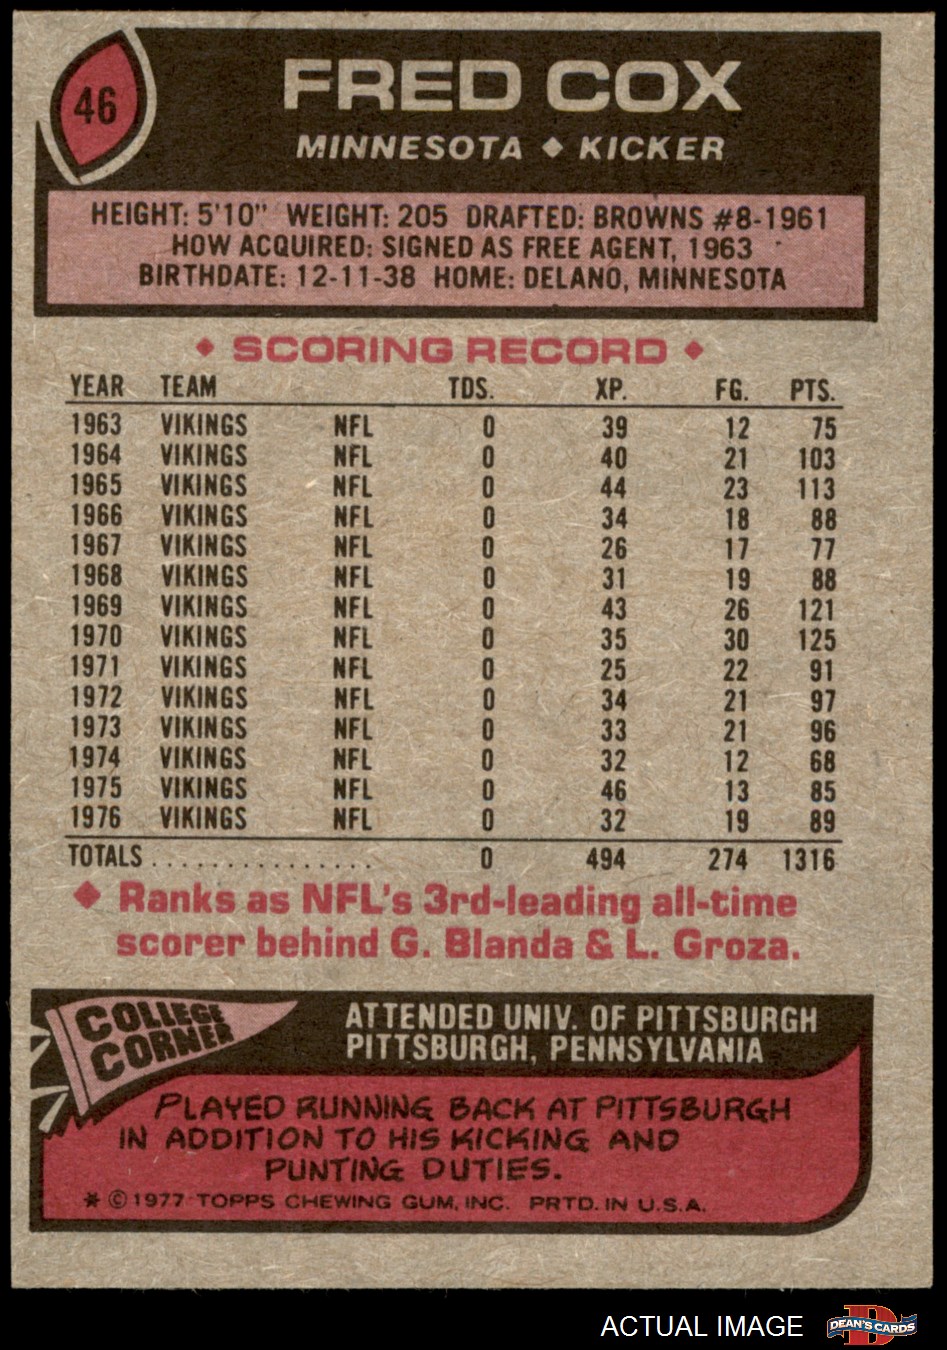 46
FRED COX
MINNESOTA ◆ KICKER
HEIGHT: 5'10" WEIGHT: 205 DRAFTED: BROWNS #8-1961
HOW ACQUIRED: SIGNED AS FREE AGENT, 1963
BIRTHDATE: 12-11-38 HOME: DELANO, MINNESOTA
◆ SCORING RECORD ◆
YEAR TEAM TDS. XP. FG. PTS.
1963 VIKINGS NFL 0 39 12 75
1964 VIKINGS NFL 0 40 21 103
1965 VIKINGS NFL 0 44 23 113
1966 VIKINGS NFL 0 34 18 88
1967 VIKINGS NFL 0 26 17 77
1968 VIKINGS NFL 0 31 19 88
1969 VIKINGS NFL 0 43 26 121
1970 VIKINGS NFL 0 35 30 125
1971 VIKINGS NFL 0 25 22 91
1972 VIKINGS NFL 0 34 21 97
1973 VIKINGS NFL 0 33 21 96
1974 VIKINGS NFL 0 32 12 68
1975 VIKINGS NFL 0 46 13 85
1976 VIKINGS NFL 0 32 19 89
TOTALS ............... 0 494 274 1316
◆ Ranks as NFL's 3rd-leading all-time
scorer behind G. Blanda & L. Groza.
COLLEGE
CORNER
ATTENDED UNIV. OF PITTSBURGH
PITTSBURGH, PENNSYLVANIA
PLAYED RUNNING BACK AT PITTSBURGH
IN ADDITION TO HIS KICKING AND
PUNTING DUTIES.
* © 1977 TOPPS CHEWING GUM, INC. PRTD. IN U.S.A.
ACTUAL IMAGE
D
DEAN'S CARDS